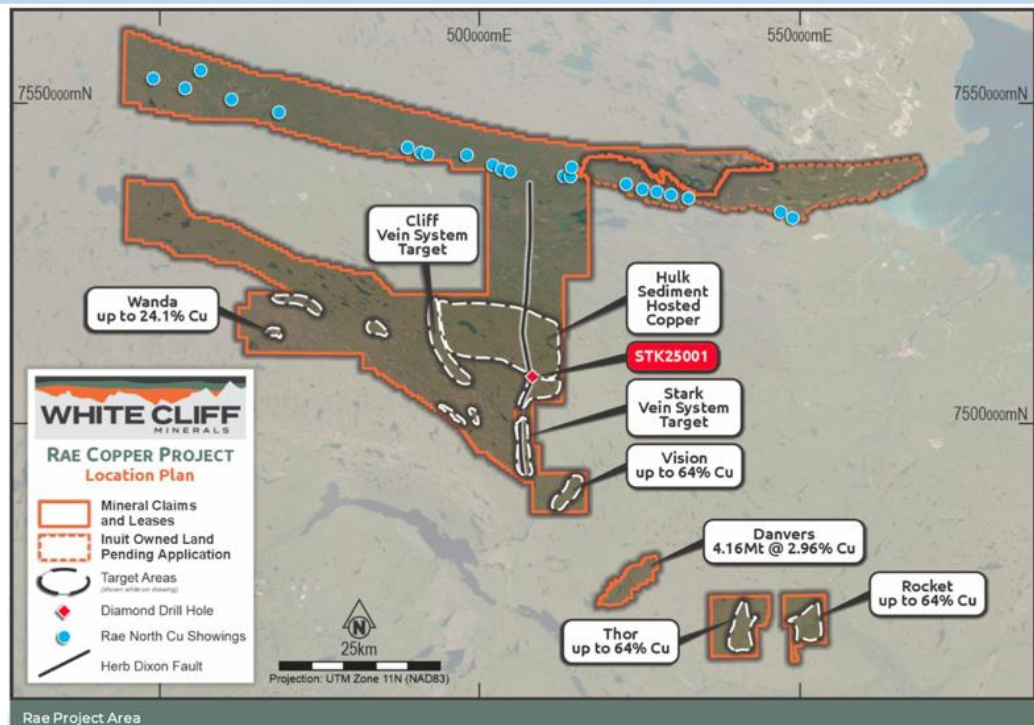 500000mE
550000mE
7550000mN
7550000mN
Cliff
Vein System
Target
Hulk
Sediment
Hosted
Copper
Wanda
up to 24.1% Cu
STK25001
Stark
Vein System
Target
7500000mN
Vision
up to 64% Cu
Danvers
4.16Mt @ 2.96% Cu
Rocket
up to 64% Cu
Thor
up to 64% Cu
WHITE CLIFF
MINERALS
RAE COPPER PROJECT
Location Plan
Mineral Claims
and Leases
Inuit Owned Land
Pending Application
Target Areas
(shown white on drawing)
Diamond Drill Hole
Rae North Cu Showings
Herb Dixon Fault
N
25km
Projection: UTM Zone 11N (NAD83)
Rae Project Area